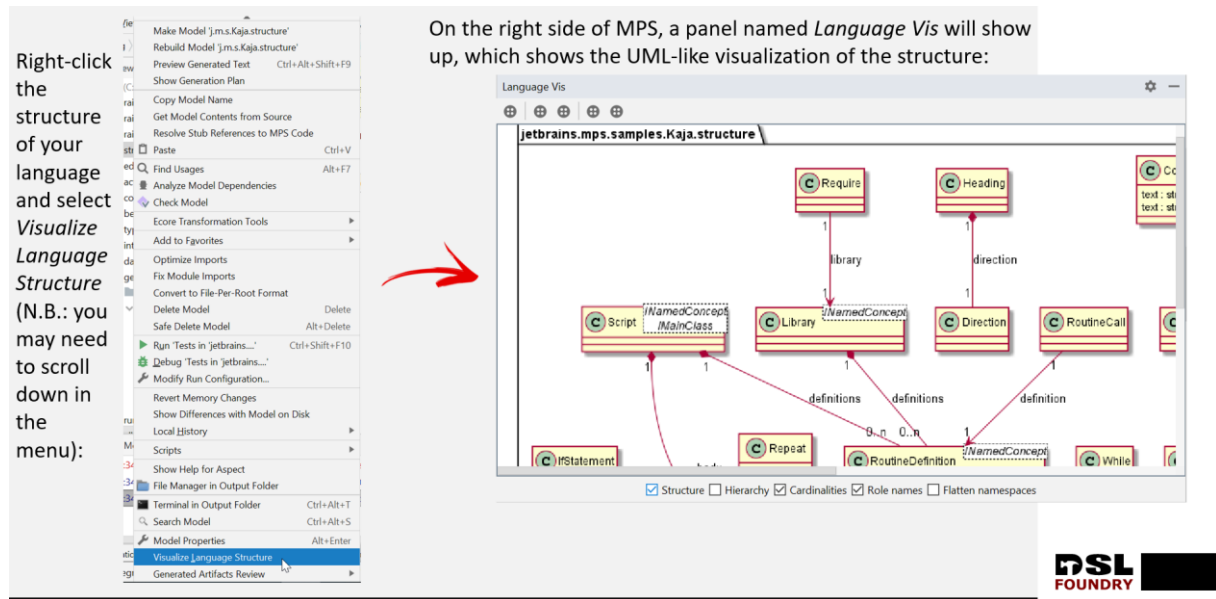 Right-click
the
structure
of your
language
and select
Visualize
Language
Structure
(N.B.: you
may need
to scroll
down in
the
menu):
Make Model 'j.m.s.Kaja.structure'
Rebuild Model 'j.m.s.Kaja.structure'
Preview Generated Text Ctrl+Alt+Shift+F9
Show Generation Plan
Copy Model Name
Get Model Contents from Source
Resolve Stub References to MPS Code
Paste Ctrl+V
Find Usages Alt+F7
Analyze Model Dependencies
Check Model
Ecore Transformation Tools
Add to Favorites
Optimize Imports
Fix Module Imports
Convert to File-Per-Root Format
Delete Model Delete
Safe Delete Model Alt+Delete
Run 'Tests in 'jetbrains....' Ctrl+Shift+F10
Debug 'Tests in 'jetbrains....'
Modify Run Configuration...
Revert Memory Changes
Show Differences with Model on Disk
Local History
Scripts
Show Help for Aspect
File Manager in Output Folder
Terminal in Output Folder Ctrl+Alt+T
Search Model Ctrl+Alt+S
Model Properties Alt+Enter
Visualize Language Structure
Generated Artifacts Review
On the right side of MPS, a panel named Language Vis will show
up, which shows the UML-like visualization of the structure:
Language Vis
jetbrains.mps.samples.Kaja.structure
C Require C Heading C Co
text : st
text : st
1 1
library direction
1 1
C Script INamedConcept IMainClass C Library INamedConcept C Direction C RoutineCall C
1 1 1 1
definitions definitions definition
0..n 0..n 1
C IfStatement C Repeat C RoutineDefinition INamedConcept C While
Structure Hierarchy Cardinalities Role names Flatten namespaces
DSL
FOUNDRY